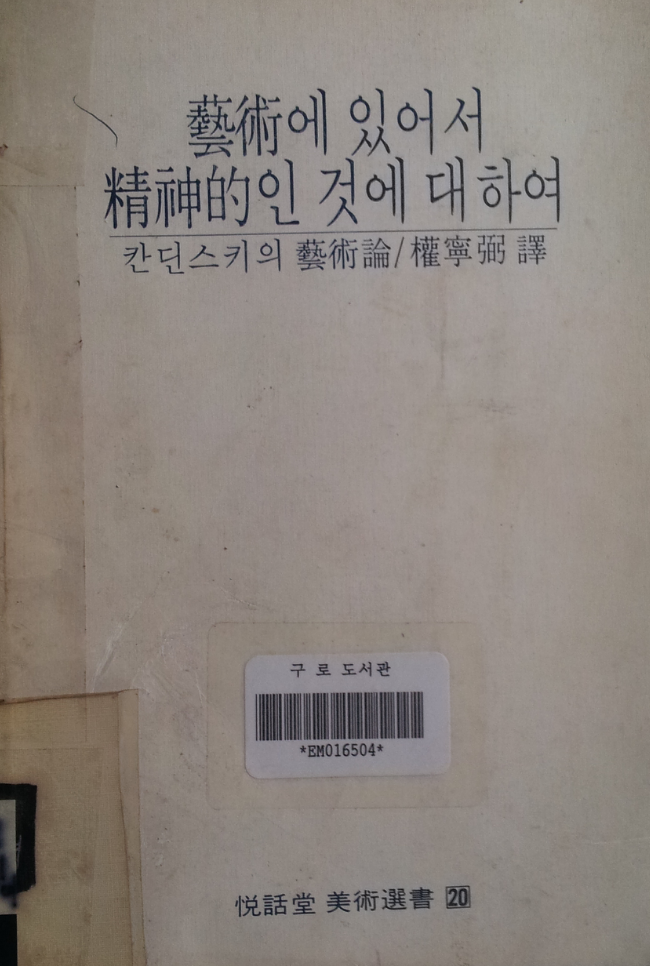 藝術에 있어서
精神的인 것에 대하여
칸딘스키의 藝術論/權寧弼 譯
구로도서관
*EM016504*
悦話堂 美術選書 20